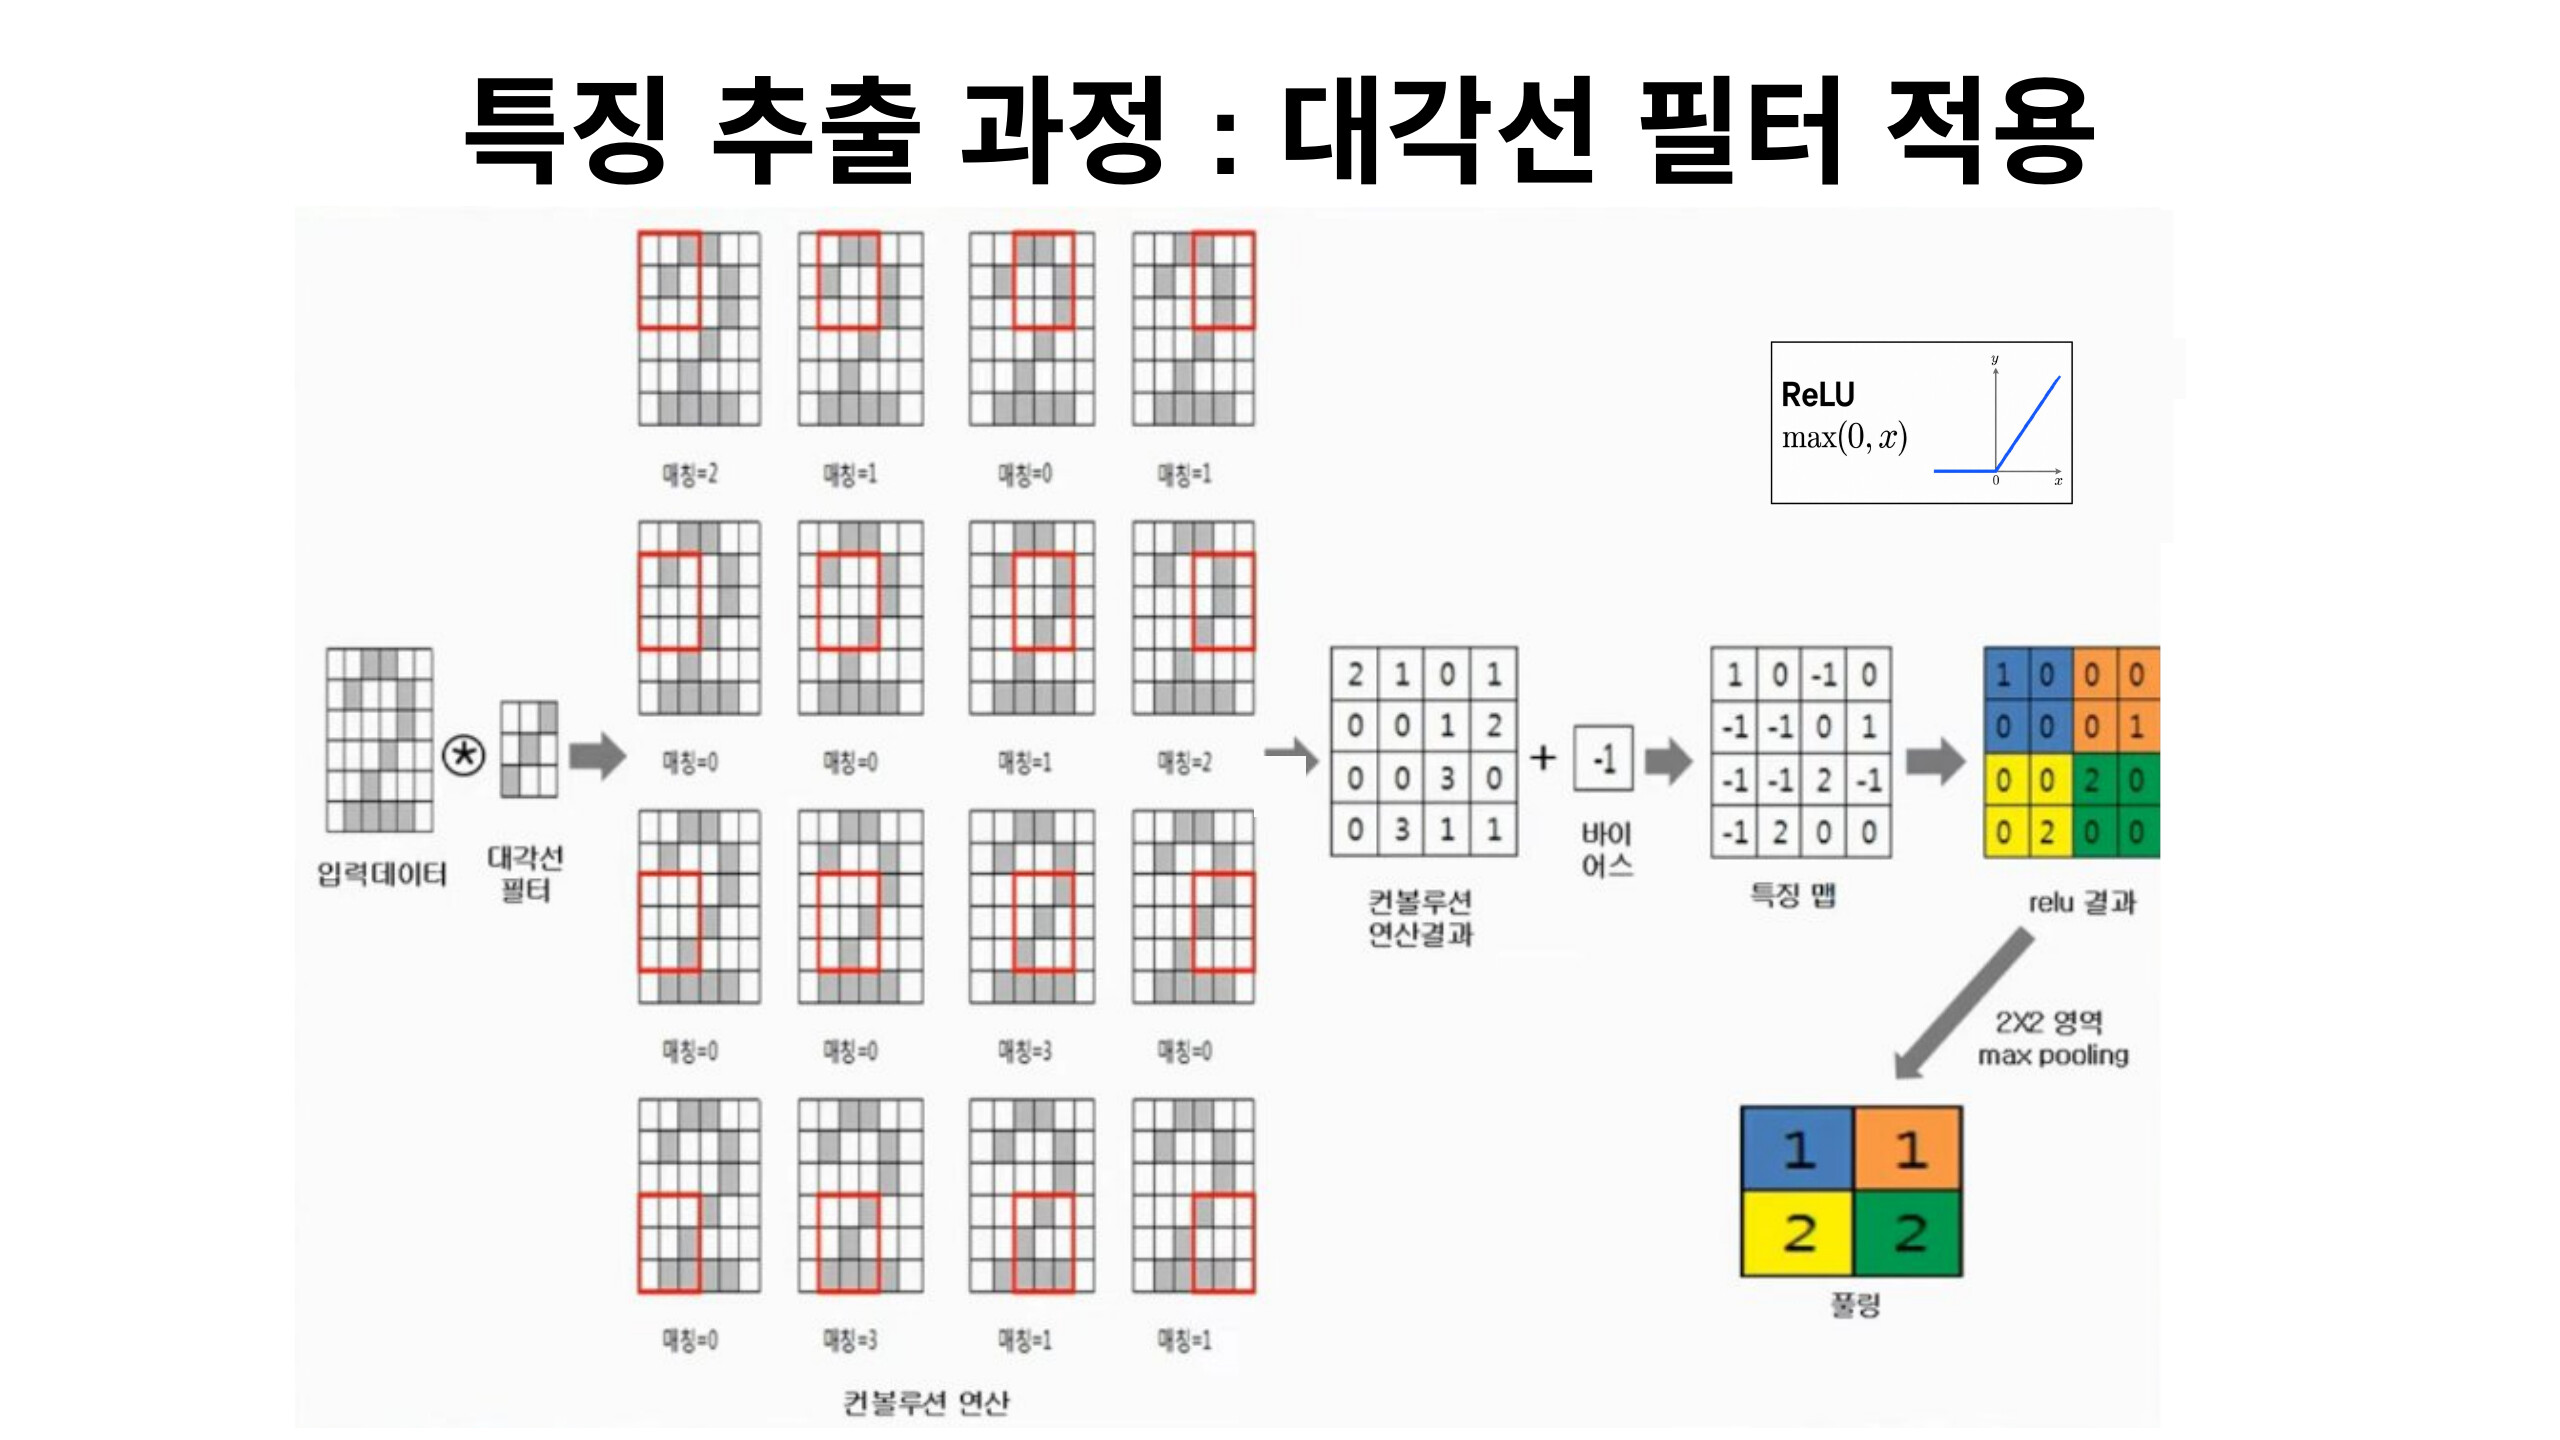 특징 추출 과정 : 대각선 필터 적용
매칭=2 매칭=1 매칭=0 매칭=1
ReLU
max(0, x)
y
0
x
매칭=0 매칭=0 매칭=1 매칭=2
입력데이터
대각선
필터
매칭=0 매칭=0 매칭=3 매칭=0
매칭=0 매칭=3 매칭=1 매칭=1
컨볼루션 연산
2 1 0 1
0 0 1 2
0 0 3 0
0 3 1 1
컨볼루션
연산결과
+
-1
바이
어스
1 0 -1 0
-1 -1 0 1
-1 -1 2 -1
-1 2 0 0
특징 맵
1 0 0 0
0 0 0 1
0 0 2 0
0 2 0 0
relu 결과
2X2 영역
max pooling
1 1
2 2
풀링